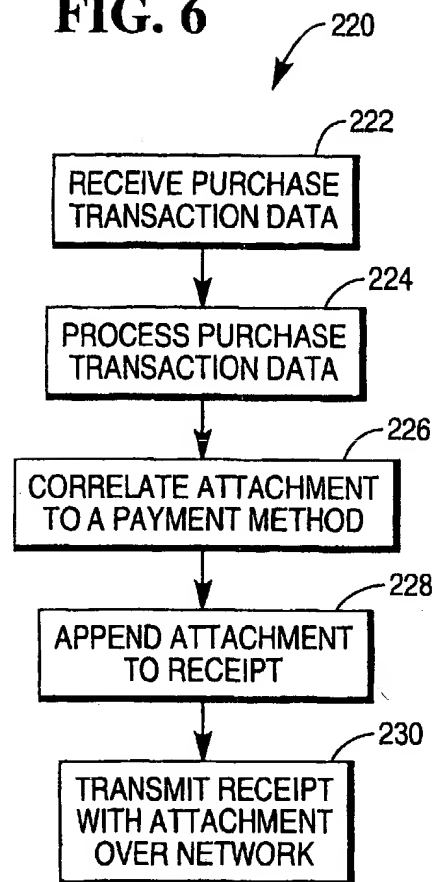 FIG. 6
220
222
RECEIVE PURCHASE
TRANSACTION DATA
224
PROCESS PURCHASE
TRANSACTION DATA
226
CORRELATE ATTACHMENT
TO A PAYMENT METHOD
228
APPEND ATTACHMENT
TO RECEIPT
230
TRANSMIT RECEIPT
WITH ATTACHMENT
OVER NETWORK